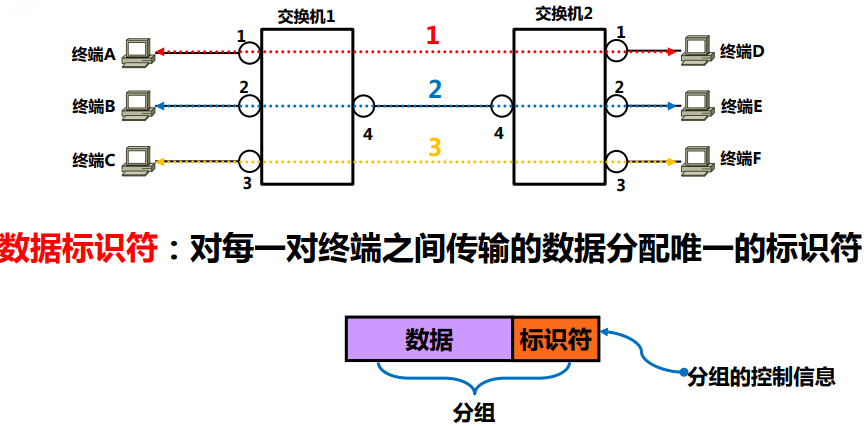 交换机1
交换机2
终端A
1
1
1
终端D
终端B
2
2
2
终端E
4
4
终端C
3
3
3
终端F
数据标识符：对每一对终端之间传输的数据分配唯一的标识符
数据
标识符
分组的控制信息
分组